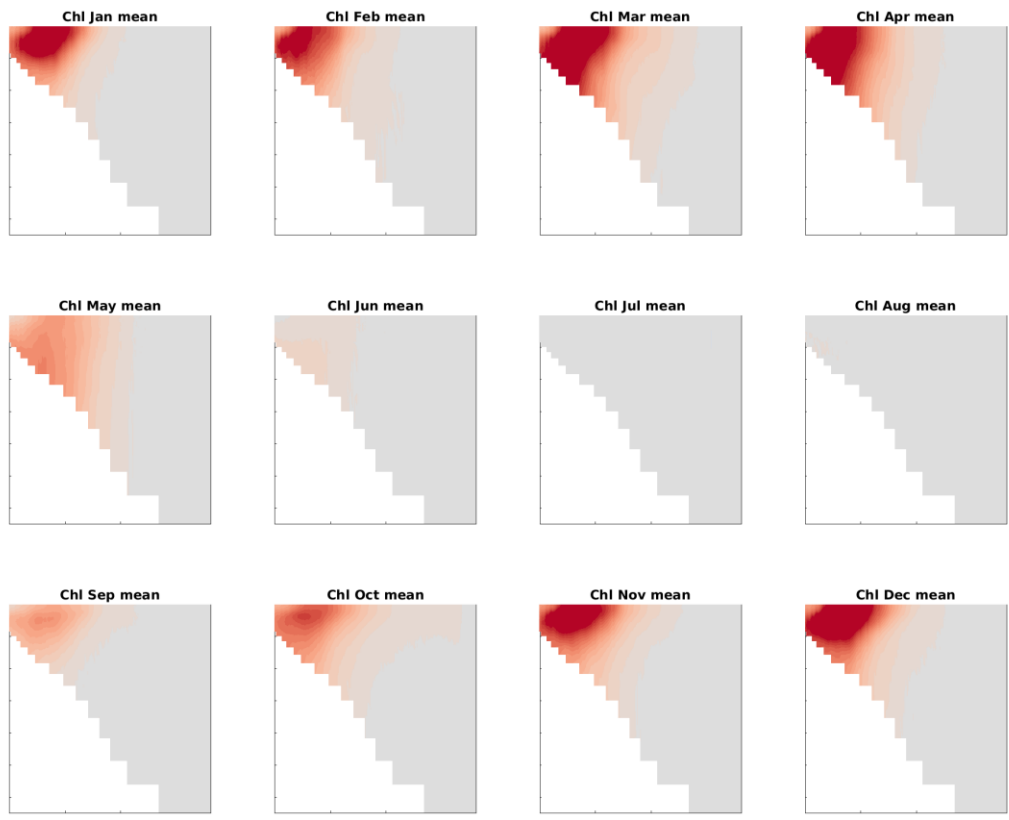 Chl Jan mean
Chl Feb mean
Chl Mar mean
Chl Apr mean
Chl May mean
Chl Jun mean
Chl Jul mean
Chl Aug mean
Chl Sep mean
Chl Oct mean
Chl Nov mean
Chl Dec mean